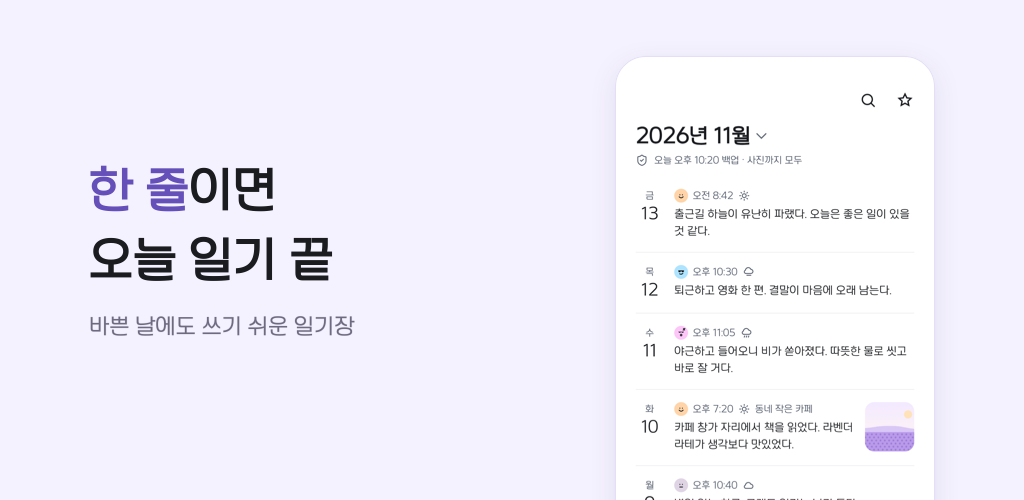 한 줄이면
오늘 일기 끝
바쁜 날에도 쓰기 쉬운 일기장
2026년 11월
오늘 오후 10:20 백업 · 사진까지 모두
금
13
오전 8:42
출근길 하늘이 유난히 파랬다. 오늘은 좋은 일이 있을
것 같다.
목
12
오후 10:30
퇴근하고 영화 한 편. 결말이 마음에 오래 남는다.
수
11
오후 11:05
야근하고 들어오니 비가 쏟아졌다. 따뜻한 물로 씻고
바로 잘 거다.
화
10
오후 7:20 동네 작은 카페
카페 창가 자리에서 책을 읽었다. 라벤더
라테가 생각보다 맛있었다.
월
오후 10:40